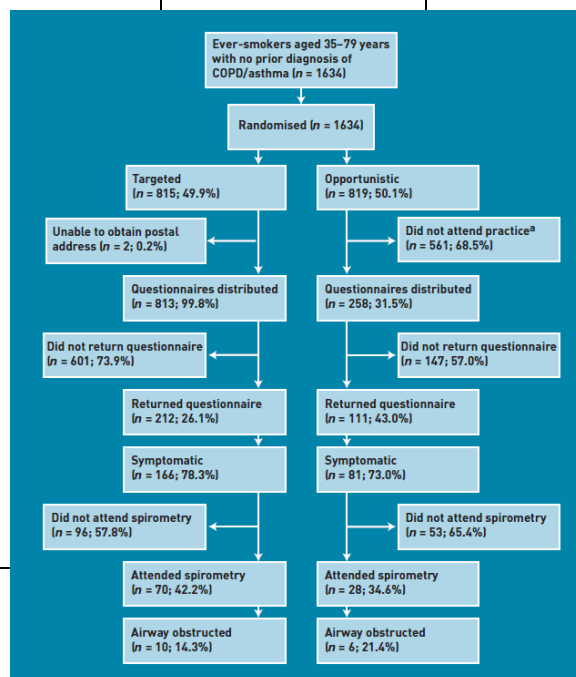 Ever-smokers aged 35–79 years
with no prior diagnosis of
COPD/asthma (n = 1634)
Randomised (n = 1634)
Targeted
(n = 815; 49.9%)
Opportunistic
(n = 819; 50.1%)
Unable to obtain postal
address (n = 2; 0.2%)
Did not attend practiceª
(n = 561; 68.5%)
Questionnaires distributed
(n = 813; 99.8%)
Questionnaires distributed
(n = 258; 31.5%)
Did not return questionnaire
(n = 601; 73.9%)
Did not return questionnaire
(n = 147; 57.0%)
Returned questionnaire
(n = 212; 26.1%)
Returned questionnaire
(n = 111; 43.0%)
Symptomatic
(n = 166; 78.3%)
Symptomatic
(n = 81; 73.0%)
Did not attend spirometry
(n = 96; 57.8%)
Did not attend spirometry
(n = 53; 65.4%)
Attended spirometry
(n = 70; 42.2%)
Attended spirometry
(n = 28; 34.6%)
Airway obstructed
(n = 10; 14.3%)
Airway obstructed
(n = 6; 21.4%)